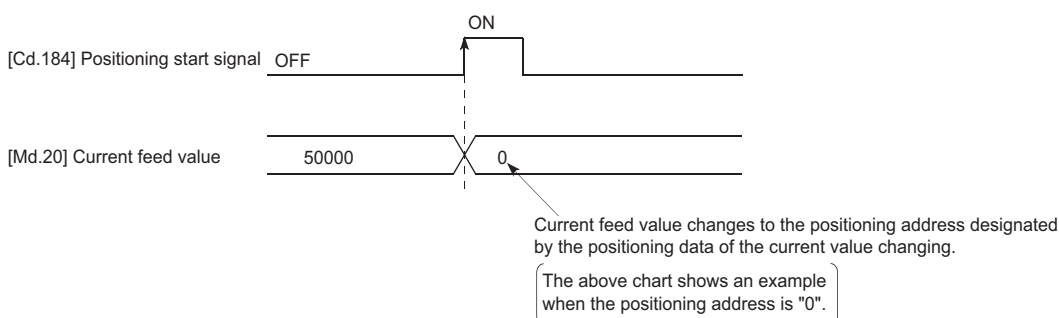 ON
[Cd.184] Positioning start signal OFF
[Md.20] Current feed value 50000 0
Current feed value changes to the positioning address designated
by the positioning data of the current value changing.
The above chart shows an example
when the positioning address is "0".